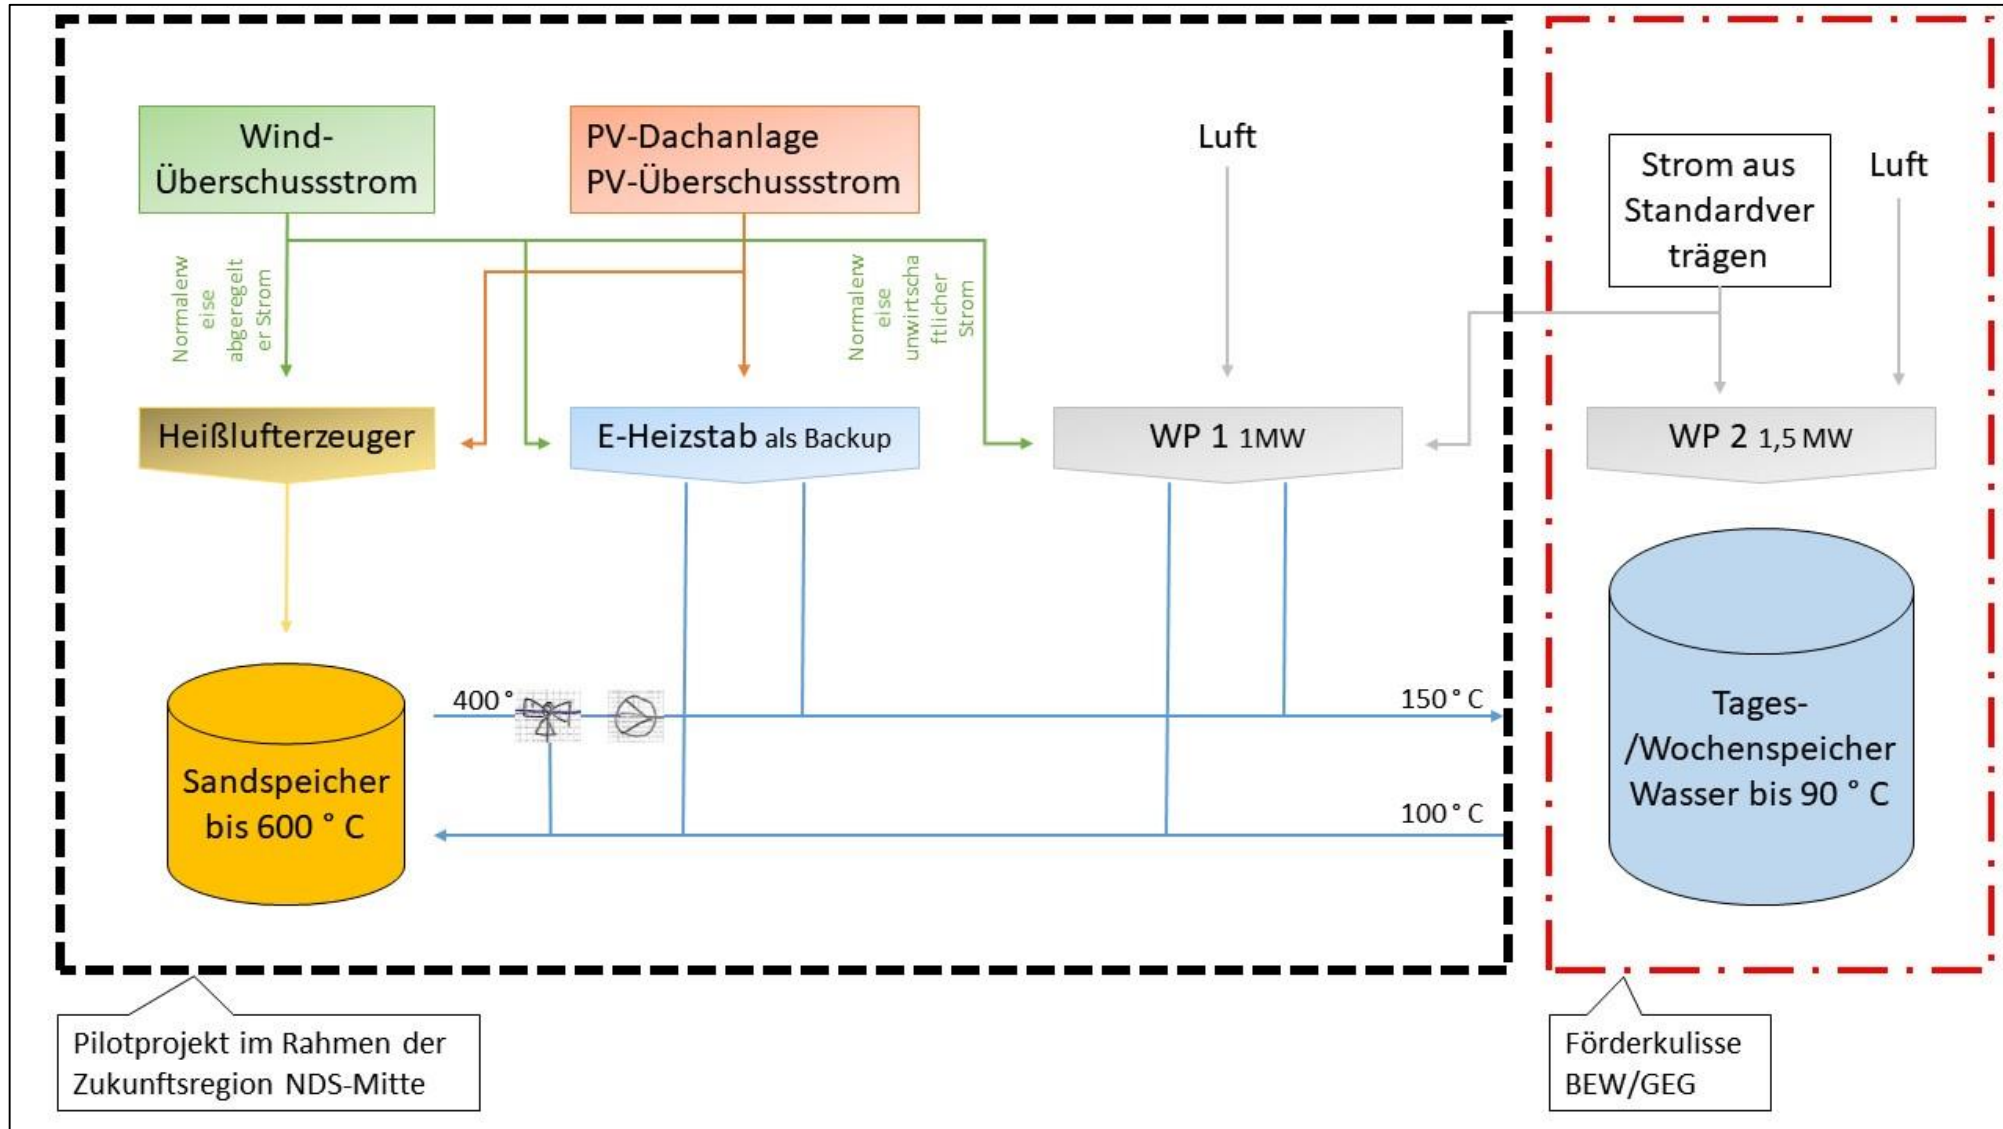 Wind-
Überschussstrom
PV-Dachanlage
PV-Überschussstrom
Luft
Strom aus
Standardver
trägen
Luft
Normalerw
eise
abgeregelt
er Strom
Normalerw
eise
unwirtscha
ftlicher
Strom
Heißlufterzeuger
E-Heizstab als Backup
WP 1 1MW
WP 2 1,5 MW
400°
150° C
Sandspeicher
bis 600 ° C
100° C
Tages-
/Wochenspeicher
Wasser bis 90 ° C
Pilotprojekt im Rahmen der
Zukunftsregion NDS-Mitte
Förderkulisse
BEW/GEG